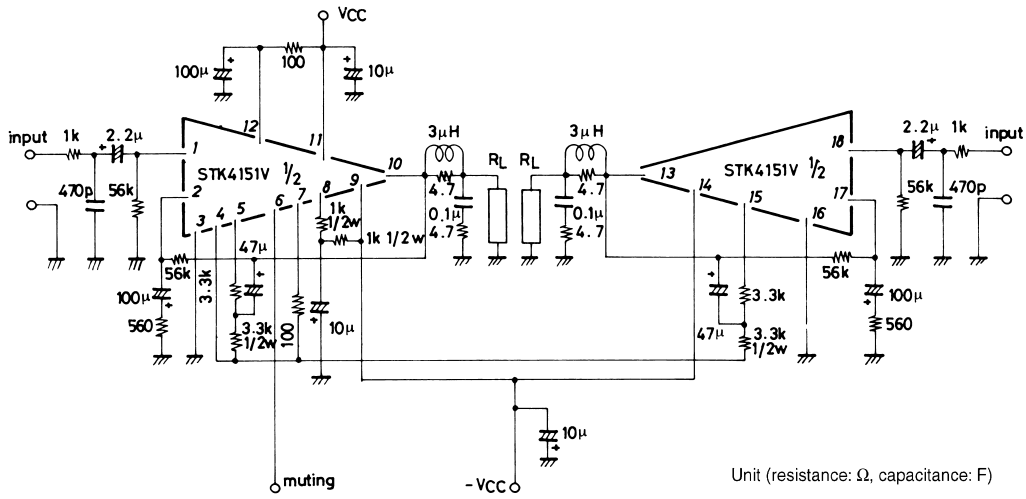 VCC
100μ
100
10μ
input
1k
2.2μ
470p
56k
12
11
1
2
STK4151V 1/2
3
4
5
6
7
8
9
10
3μH
4.7
0.1μ
4.7
RL
RL
3μH
4.7
0.1μ
4.7
13
14
15
16
17
18
STK4151V 1/2
2.2μ
1k
input
56k
470p
1k
1/2w
1k 1/2w
56k
100μ
560
3.3k
47μ
3.3k
1/2w
100
10μ
47μ
3.3k
3.3k
1/2w
56k
100μ
560
muting
10μ
-VCC
Unit (resistance: Ω, capacitance: F)